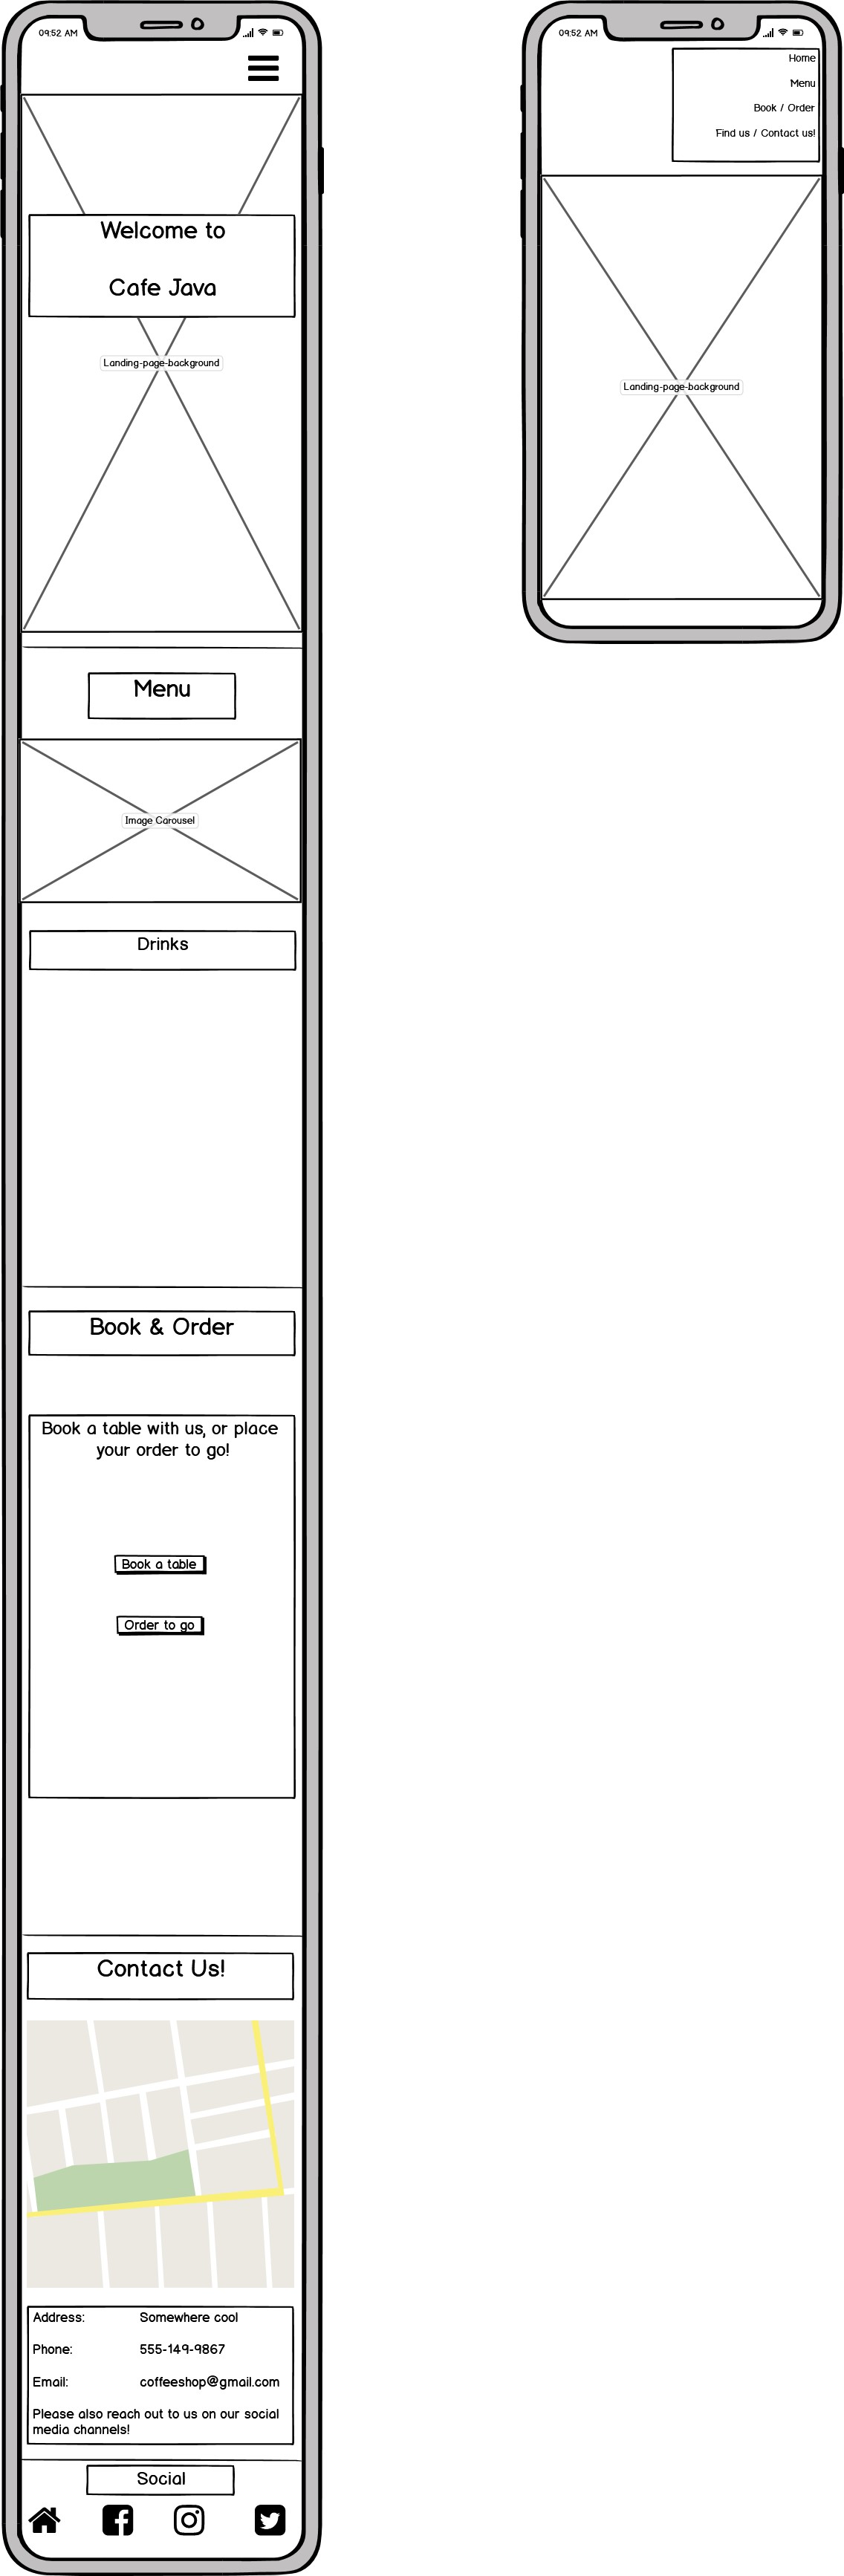 09:52 AM
Welcome to
Cafe Java
Landing-page-background
Menu
Image Carousel
Drinks
Book & Order
Book a table with us, or place
your order to go!
Book a table
Order to go
Contact Us!
Address: Somewhere cool
Phone: 555-149-9867
Email: coffeeshop@gmail.com
Please also reach out to us on our social
media channels!
Social
09:52 AM
Home
Menu
Book / Order
Find us / Contact us!
Landing-page-background